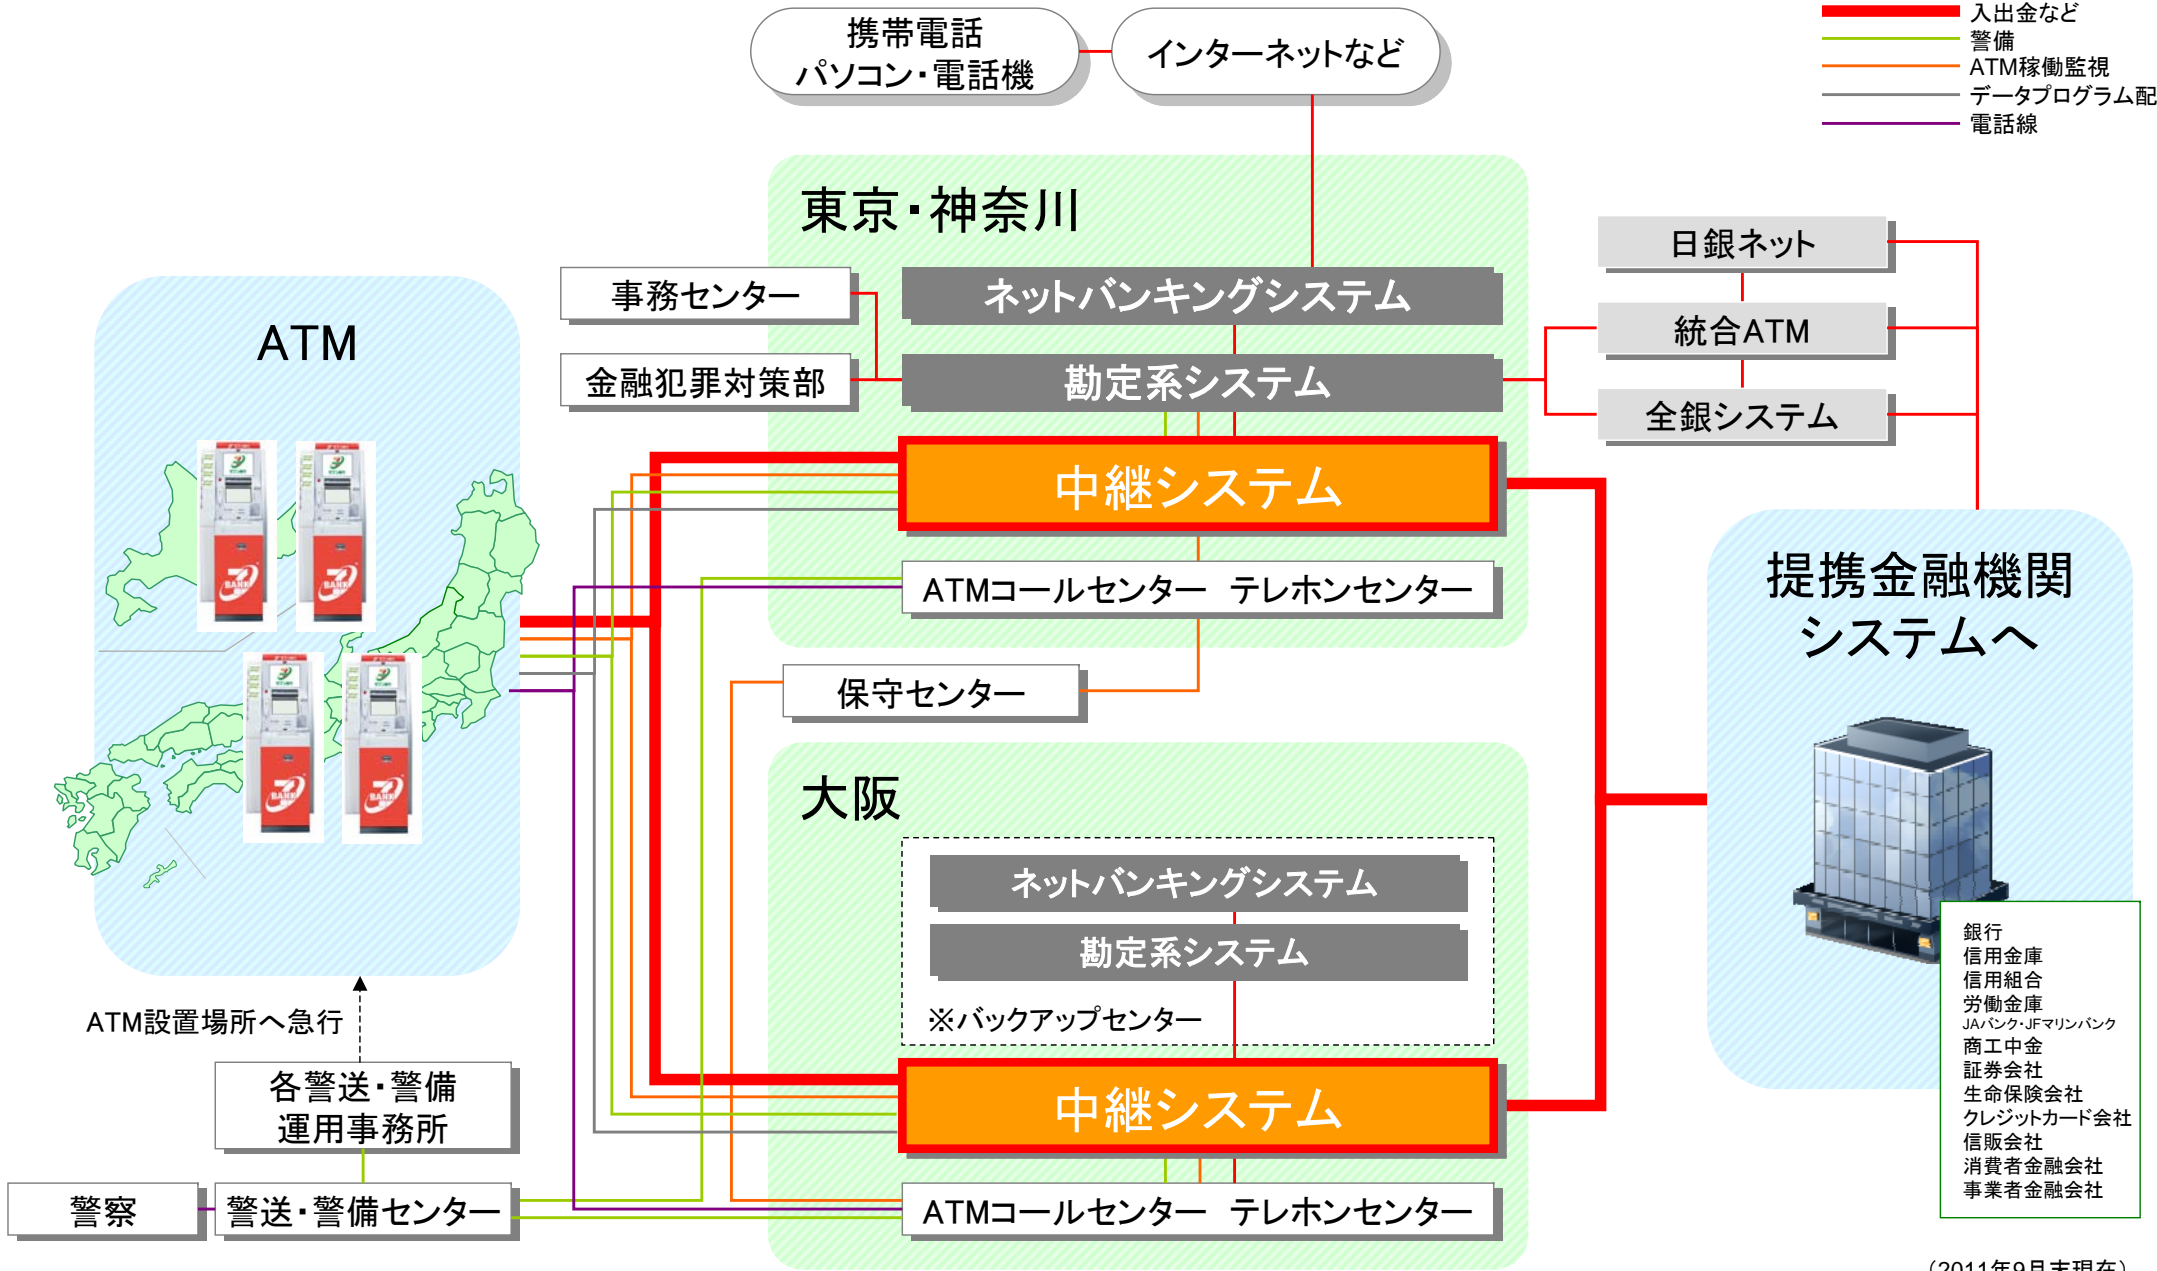 入出金など
警備
ATM稼働監視
データプログラム配
電話線
携帯電話
パソコン・電話機
インターネットなど
東京・神奈川
事務センター
ネットバンキングシステム
日銀ネット
ATM
金融犯罪対策部
勘定系システム
統合ATM
全銀システム
中継システム
ATMコールセンター テレホンセンター
提携金融機関
システムへ
保守センター
大阪
ネットバンキングシステム
勘定系システム
※バックアップセンター
銀行
信用金庫
信用組合
労働金庫
JAバンク・JFマリンバンク
商工中金
証券会社
生命保険会社
クレジットカード会社
信販会社
消費者金融会社
事業者金融会社
ATM設置場所へ急行
各警送・警備
運用事務所
中継システム
警察
警送・警備センター
ATMコールセンター テレホンセンター
（2011年9月末現在）